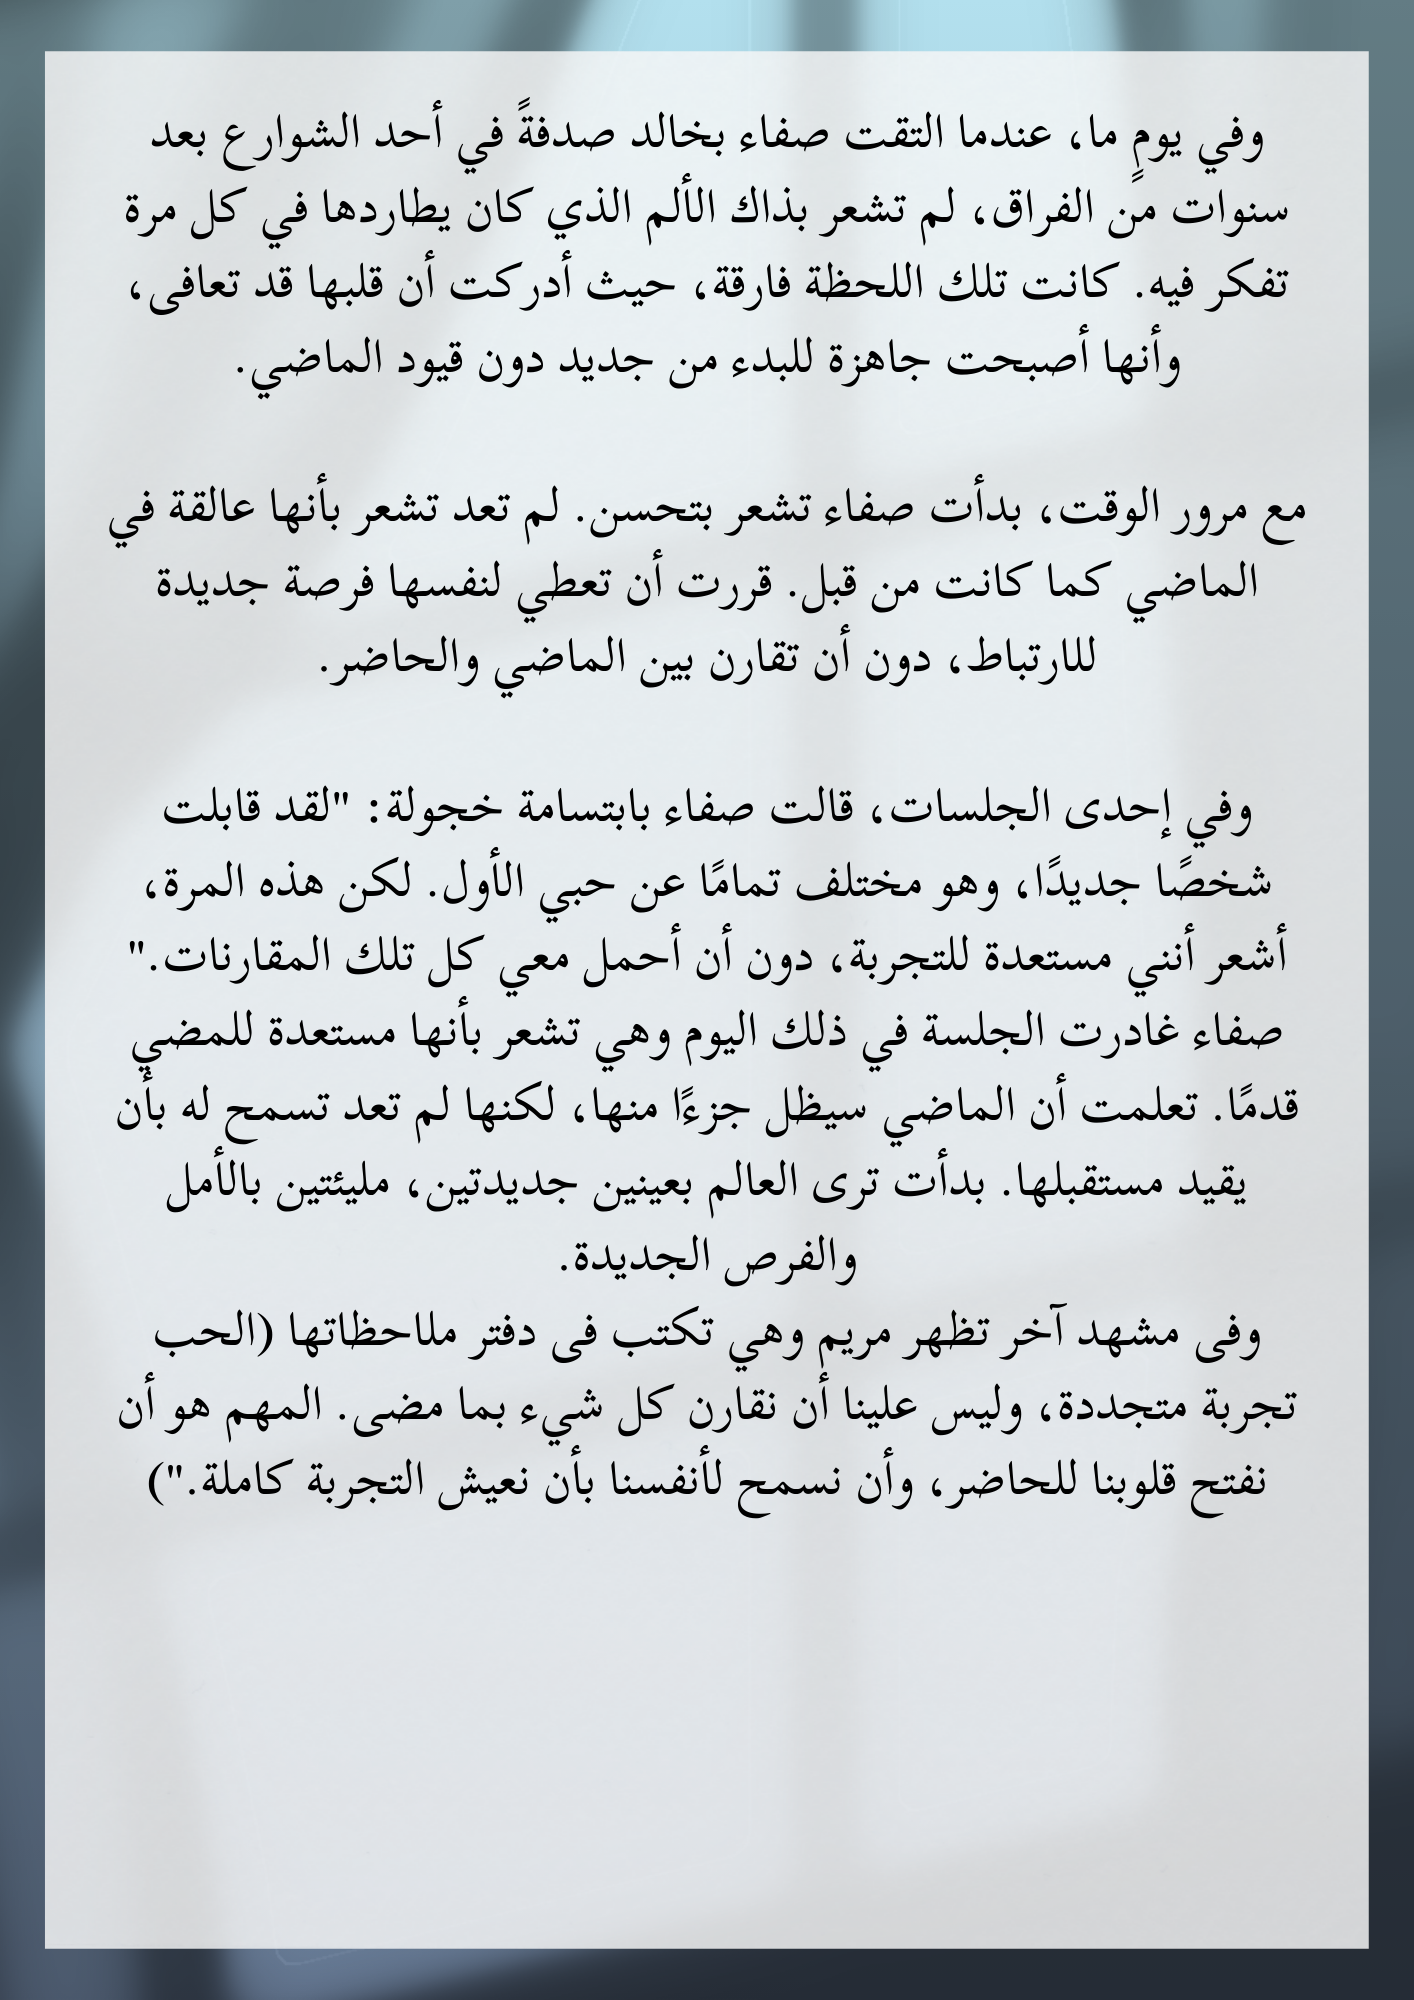 وفي يومٍ ما، عندما التقت صفاء بخالد صدفةً في أحد الشوارع بعد
سنوات من الفراق، لم تشعر بذاك الألم الذي كان يطاردها في كل مرة
تفكر فيه. كانت تلك اللحظة فارقة، حيث أدركت أن قلبها قد تعافى،
وأنها أصبحت جاهزة للبدء من جديد دون قيود الماضي.
مع مرور الوقت، بدأت صفاء تشعر بتحسن. لم تعد تشعر بأنها عالقة في
الماضي كما كانت من قبل. قررت أن تعطي لنفسها فرصة جديدة
للارتباط، دون أن تقارن بين الماضي والحاضر.
وفي إحدى الجلسات، قالت صفاء بابتسامة خجولة: "لقد قابلت
شخصًا جديدًا، وهو مختلف تمامًا عن حبي الأول. لكن هذه المرة،
أشعر أنني مستعدة للتجربة، دون أن أحمل معي كل تلك المقارنات."
صفاء غادرت الجلسة في ذلك اليوم وهي تشعر بأنها مستعدة للمضي
قدمًا. تعلمت أن الماضي سيظل جزءًا منها، لكنها لم تعد تسمح له بأن
يقيد مستقبلها. بدأت ترى العالم بعينين جديدتين، مليئتين بالأمل
والفرص الجديدة.
وفى مشهد آخر تظهر مريم وهي تكتب فى دفتر ملاحظاتها (الحب
تجربة متجددة، وليس علينا أن نقارن كل شيء بما مضى. المهم هو أن
نفتح قلوبنا للحاضر، وأن نسمح لأنفسنا بأن نعيش التجربة كاملة.")